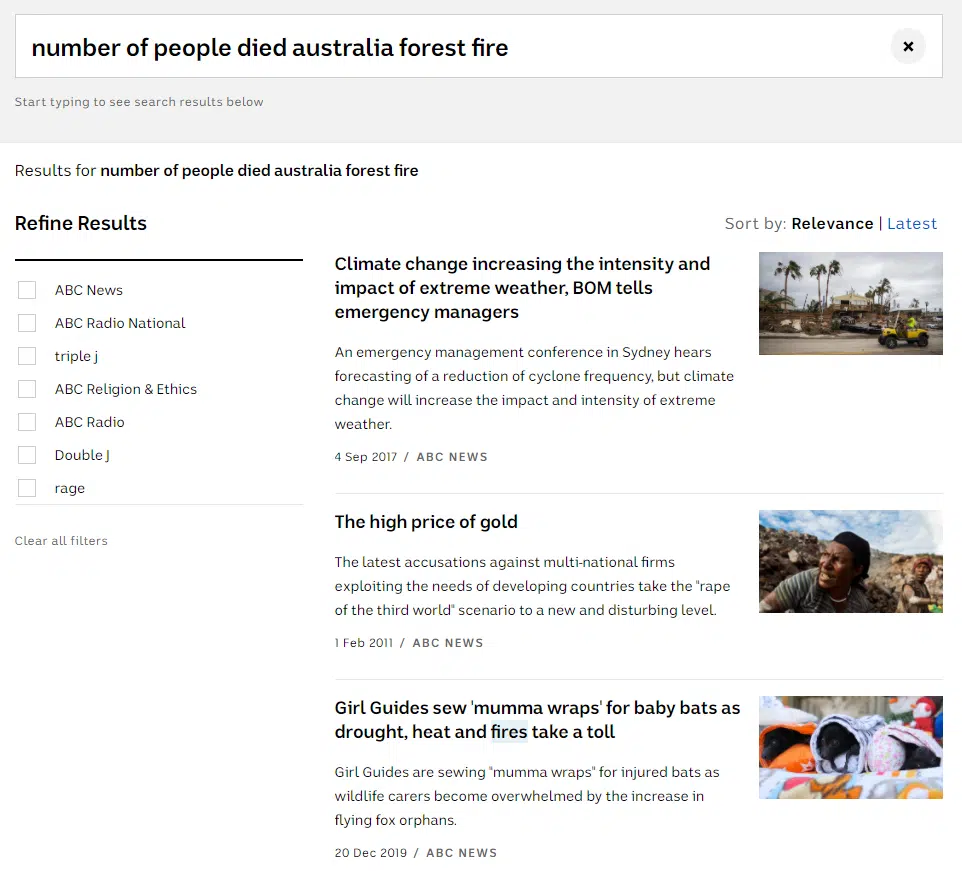 number of people died australia forest fire
Start typing to see search results below
Results for number of people died australia forest fire
Refine Results
ABC News
ABC Radio National
triple j
ABC Religion & Ethics
ABC Radio
Double J
rage
Clear all filters
Sort by: Relevance | Latest
Climate change increasing the intensity and
impact of extreme weather, BOM tells
emergency managers
An emergency management conference in Sydney hears
forecasting of a reduction of cyclone frequency, but climate
change will increase the impact and intensity of extreme
weather.
4 Sep 2017 / ABC NEWS
The high price of gold
The latest accusations against multi-national firms
exploiting the needs of developing countries take the "rape
of the third world" scenario to a new and disturbing level.
1 Feb 2011 / ABC NEWS
Girl Guides sew 'mumma wraps' for baby bats as
drought, heat and fires take a toll
Girl Guides are sewing "mumma wraps" for injured bats as
wildlife carers become overwhelmed by the increase in
flying fox orphans.
20 Dec 2019 / ABC NEWS